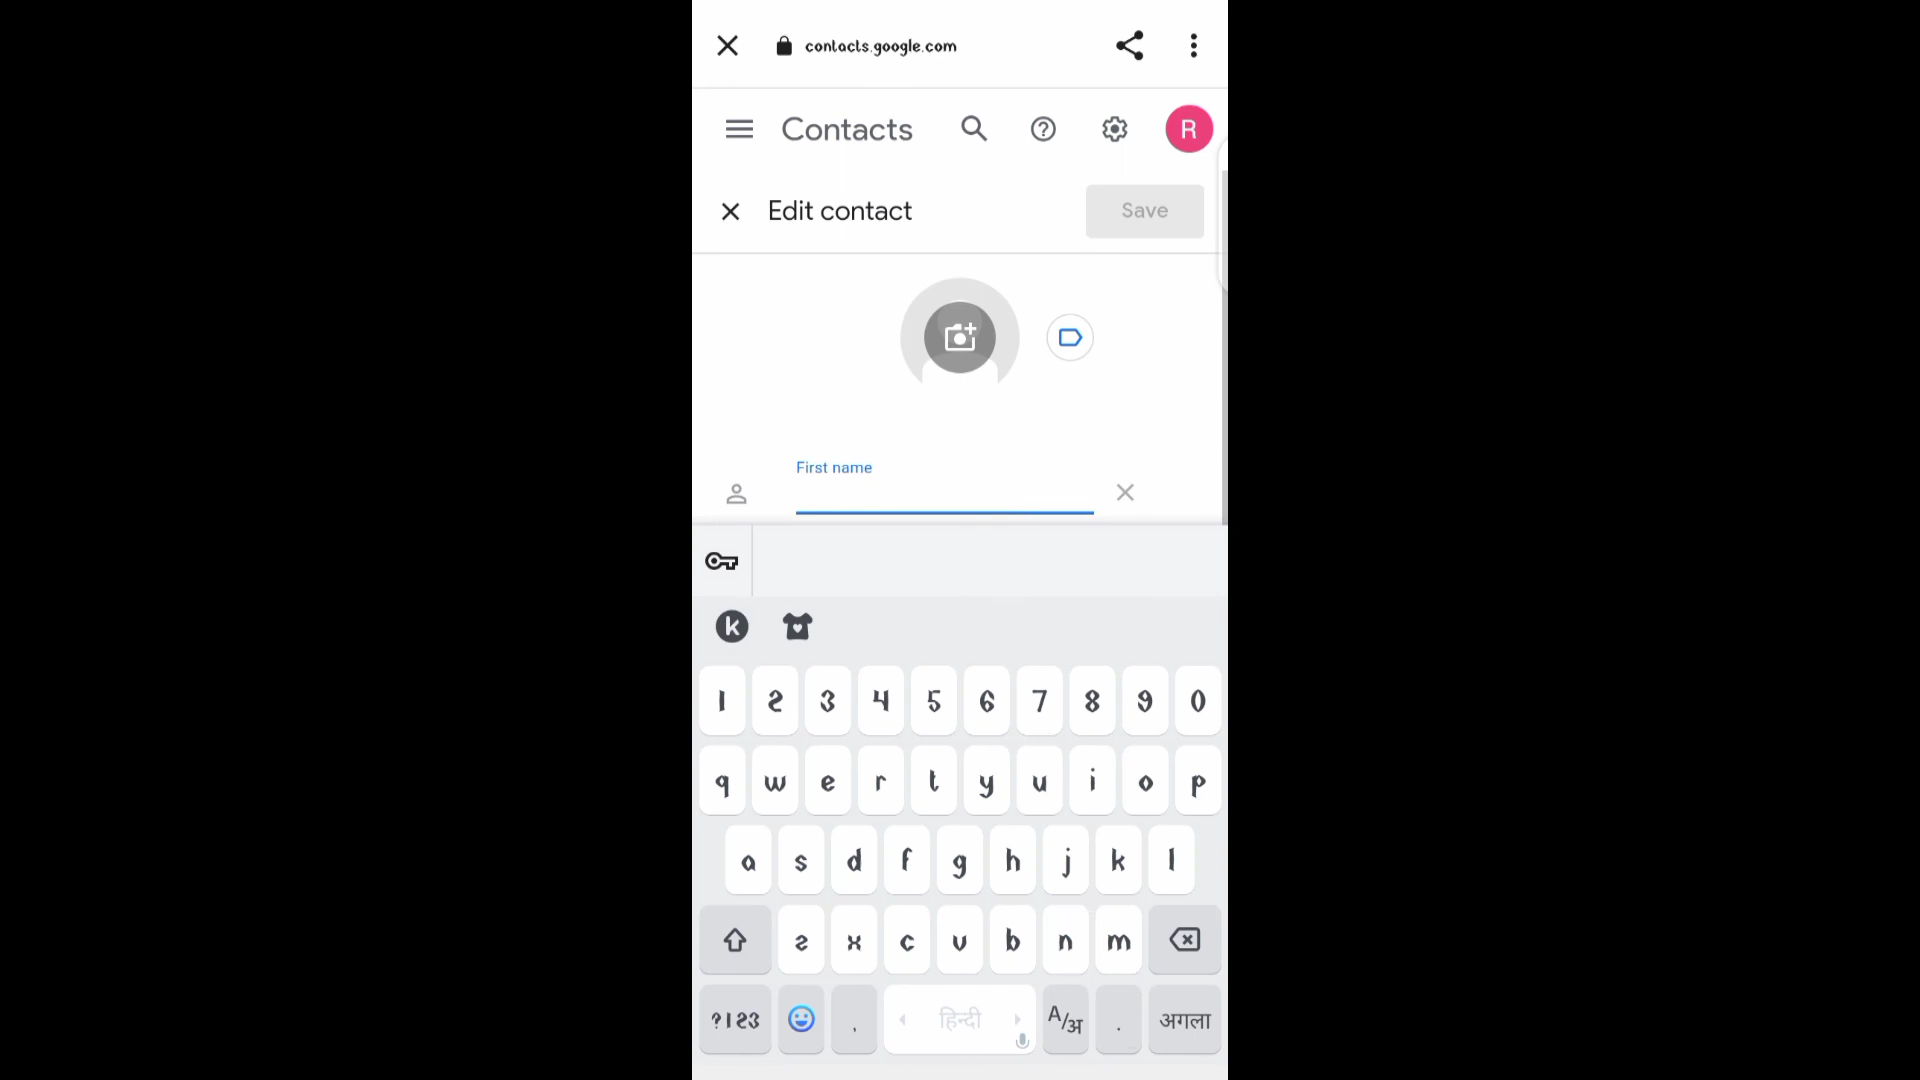 contacts.google.com
Contacts
R
Edit contact
Save
First name
k
1 2 3 4 5 6 7 8 9 0
q w e r t y u i o p
a s d f g h j k l
z x c v b n m
?123 , हिन्दी A/अ . अगला